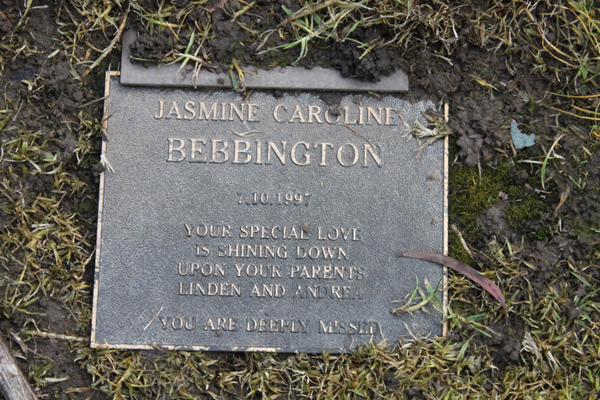 JASMINE CAROLINE
BEBBINGTON
7.10.1997
YOUR SPECIAL LOVE
IS SHINING DOWN
UPON YOUR PARENTS
LINDEN AND ANDREA
YOU ARE DEEPLY MISSED